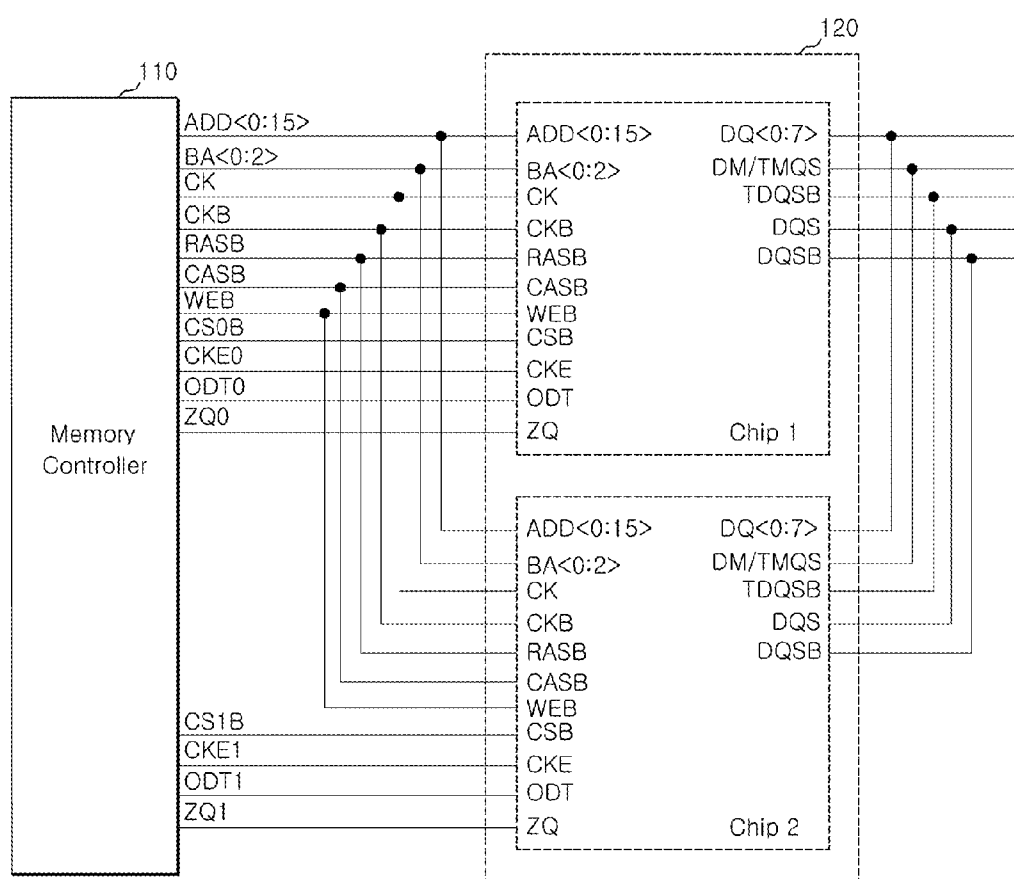 110
120
ADD<0:15>
BA<0:2>
CK
CKB
RASB
CASB
WEB
CS0B
CKE0
ODT0
ZQ0
Memory
Controller
CS1B
CKE1
ODT1
ZQ1
ADD<0:15>
BA<0:2>
CK
CKB
RASB
CASB
WEB
CSB
CKE
ODT
ZQ
DQ<0:7>
DM/TMQS
TDQSB
DQS
DQSB
Chip 1
ADD<0:15>
BA<0:2>
CK
CKB
RASB
CASB
WEB
CSB
CKE
ODT
ZQ
DQ<0:7>
DM/TMQS
TDQSB
DQS
DQSB
Chip 2